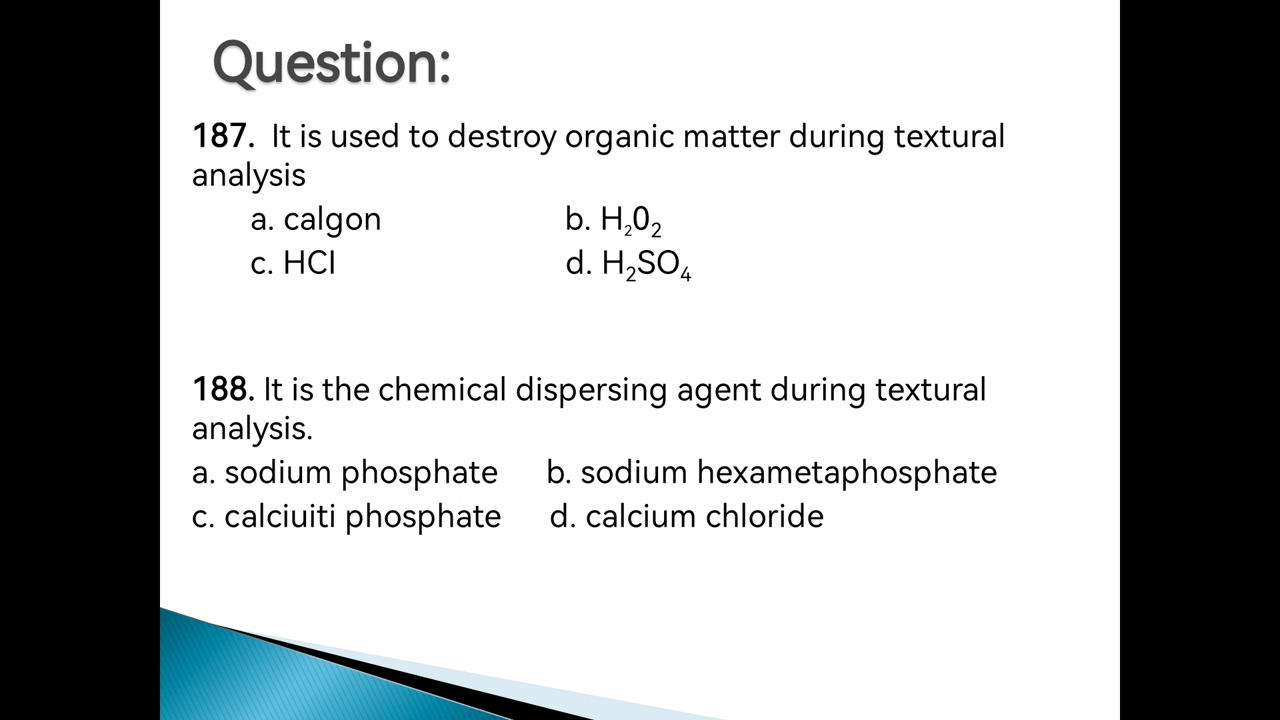 Question:
187. It is used to destroy organic matter during textural
analysis
a. calgon b. H₂0₂
c. HCl d. H₂SO₄
188. It is the chemical dispersing agent during textural
analysis.
a. sodium phosphate b. sodium hexametaphosphate
c. calciuiti phosphate d. calcium chloride